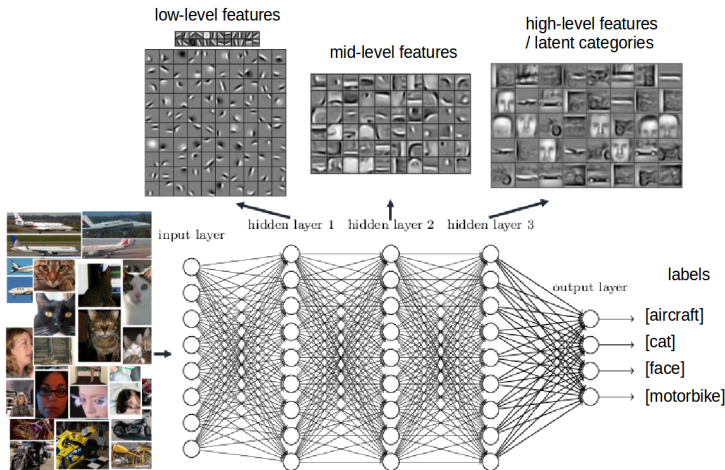 low-level features
mid-level features
high-level features
/ latent categories
input layer
hidden layer 1
hidden layer 2
hidden layer 3
output layer
labels
[aircraft]
[cat]
[face]
[motorbike]